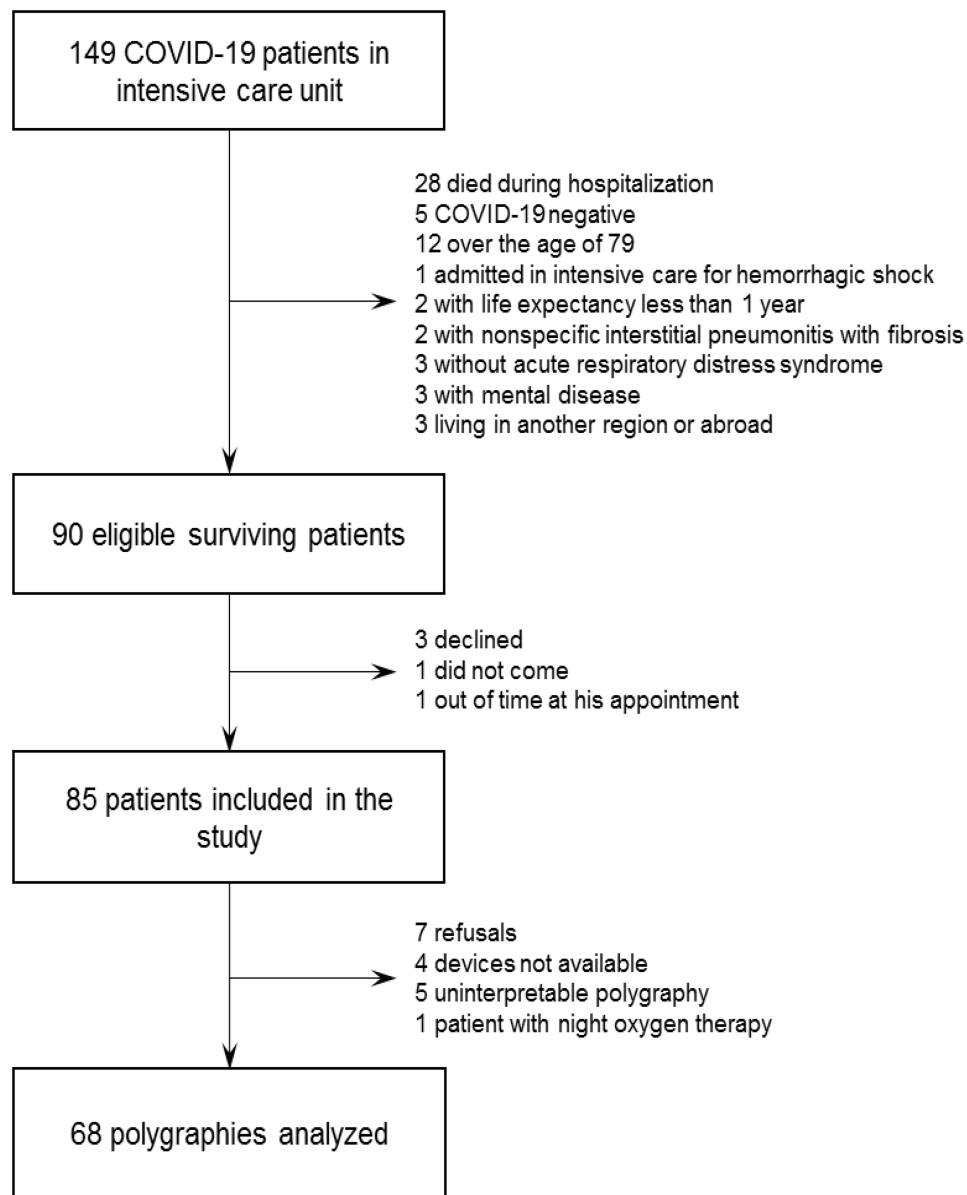 149 COVID-19 patients in
intensive care unit
28 died during hospitalization
5 COVID-19 negative
12 over the age of 79
1 admitted in intensive care for hemorrhagic shock
2 with life expectancy less than 1 year
2 with nonspecific interstitial pneumonitis with fibrosis
3 without acute respiratory distress syndrome
3 with mental disease
3 living in another region or abroad
90 eligible surviving patients
3 declined
1 did not come
1 out of time at his appointment
85 patients included in the
study
7 refusals
4 devices not available
5 uninterpretable polygraphy
1 patient with night oxygen therapy
68 polygraphies analyzed